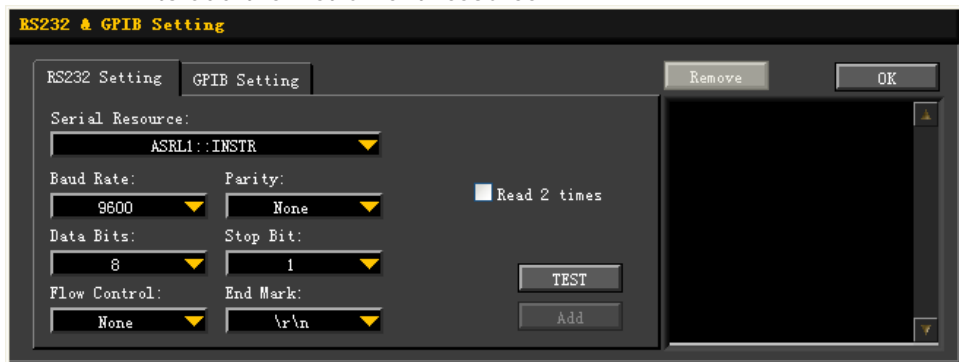 RS232 & GPIB Setting
RS232 Setting
GPIB Setting
Remove
OK
Serial Resource:
ASRL1::INSTR
Baud Rate:
Parity:
9600
None
Read 2 times
Data Bits:
Stop Bit:
8
1
TEST
Flow Control:
End Mark:
None
\r\n
Add